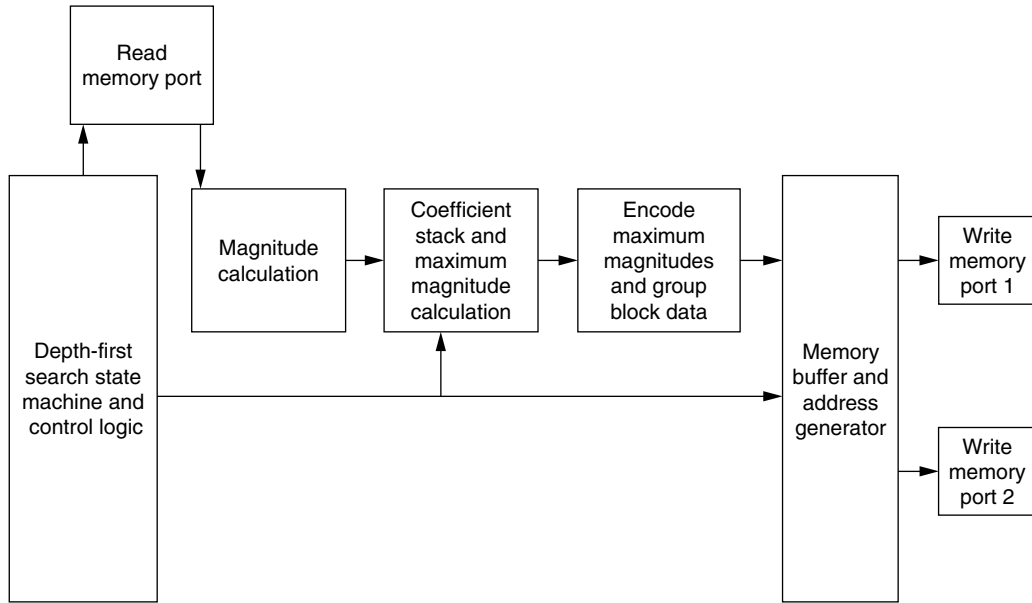 Read
memory port
Magnitude
calculation
Coefficient
stack and
maximum
magnitude
calculation
Encode
maximum
magnitudes
and group
block data
Write
memory
port 1
Depth-first
search state
machine and
control logic
Memory
buffer and
address
generator
Write
memory
port 2